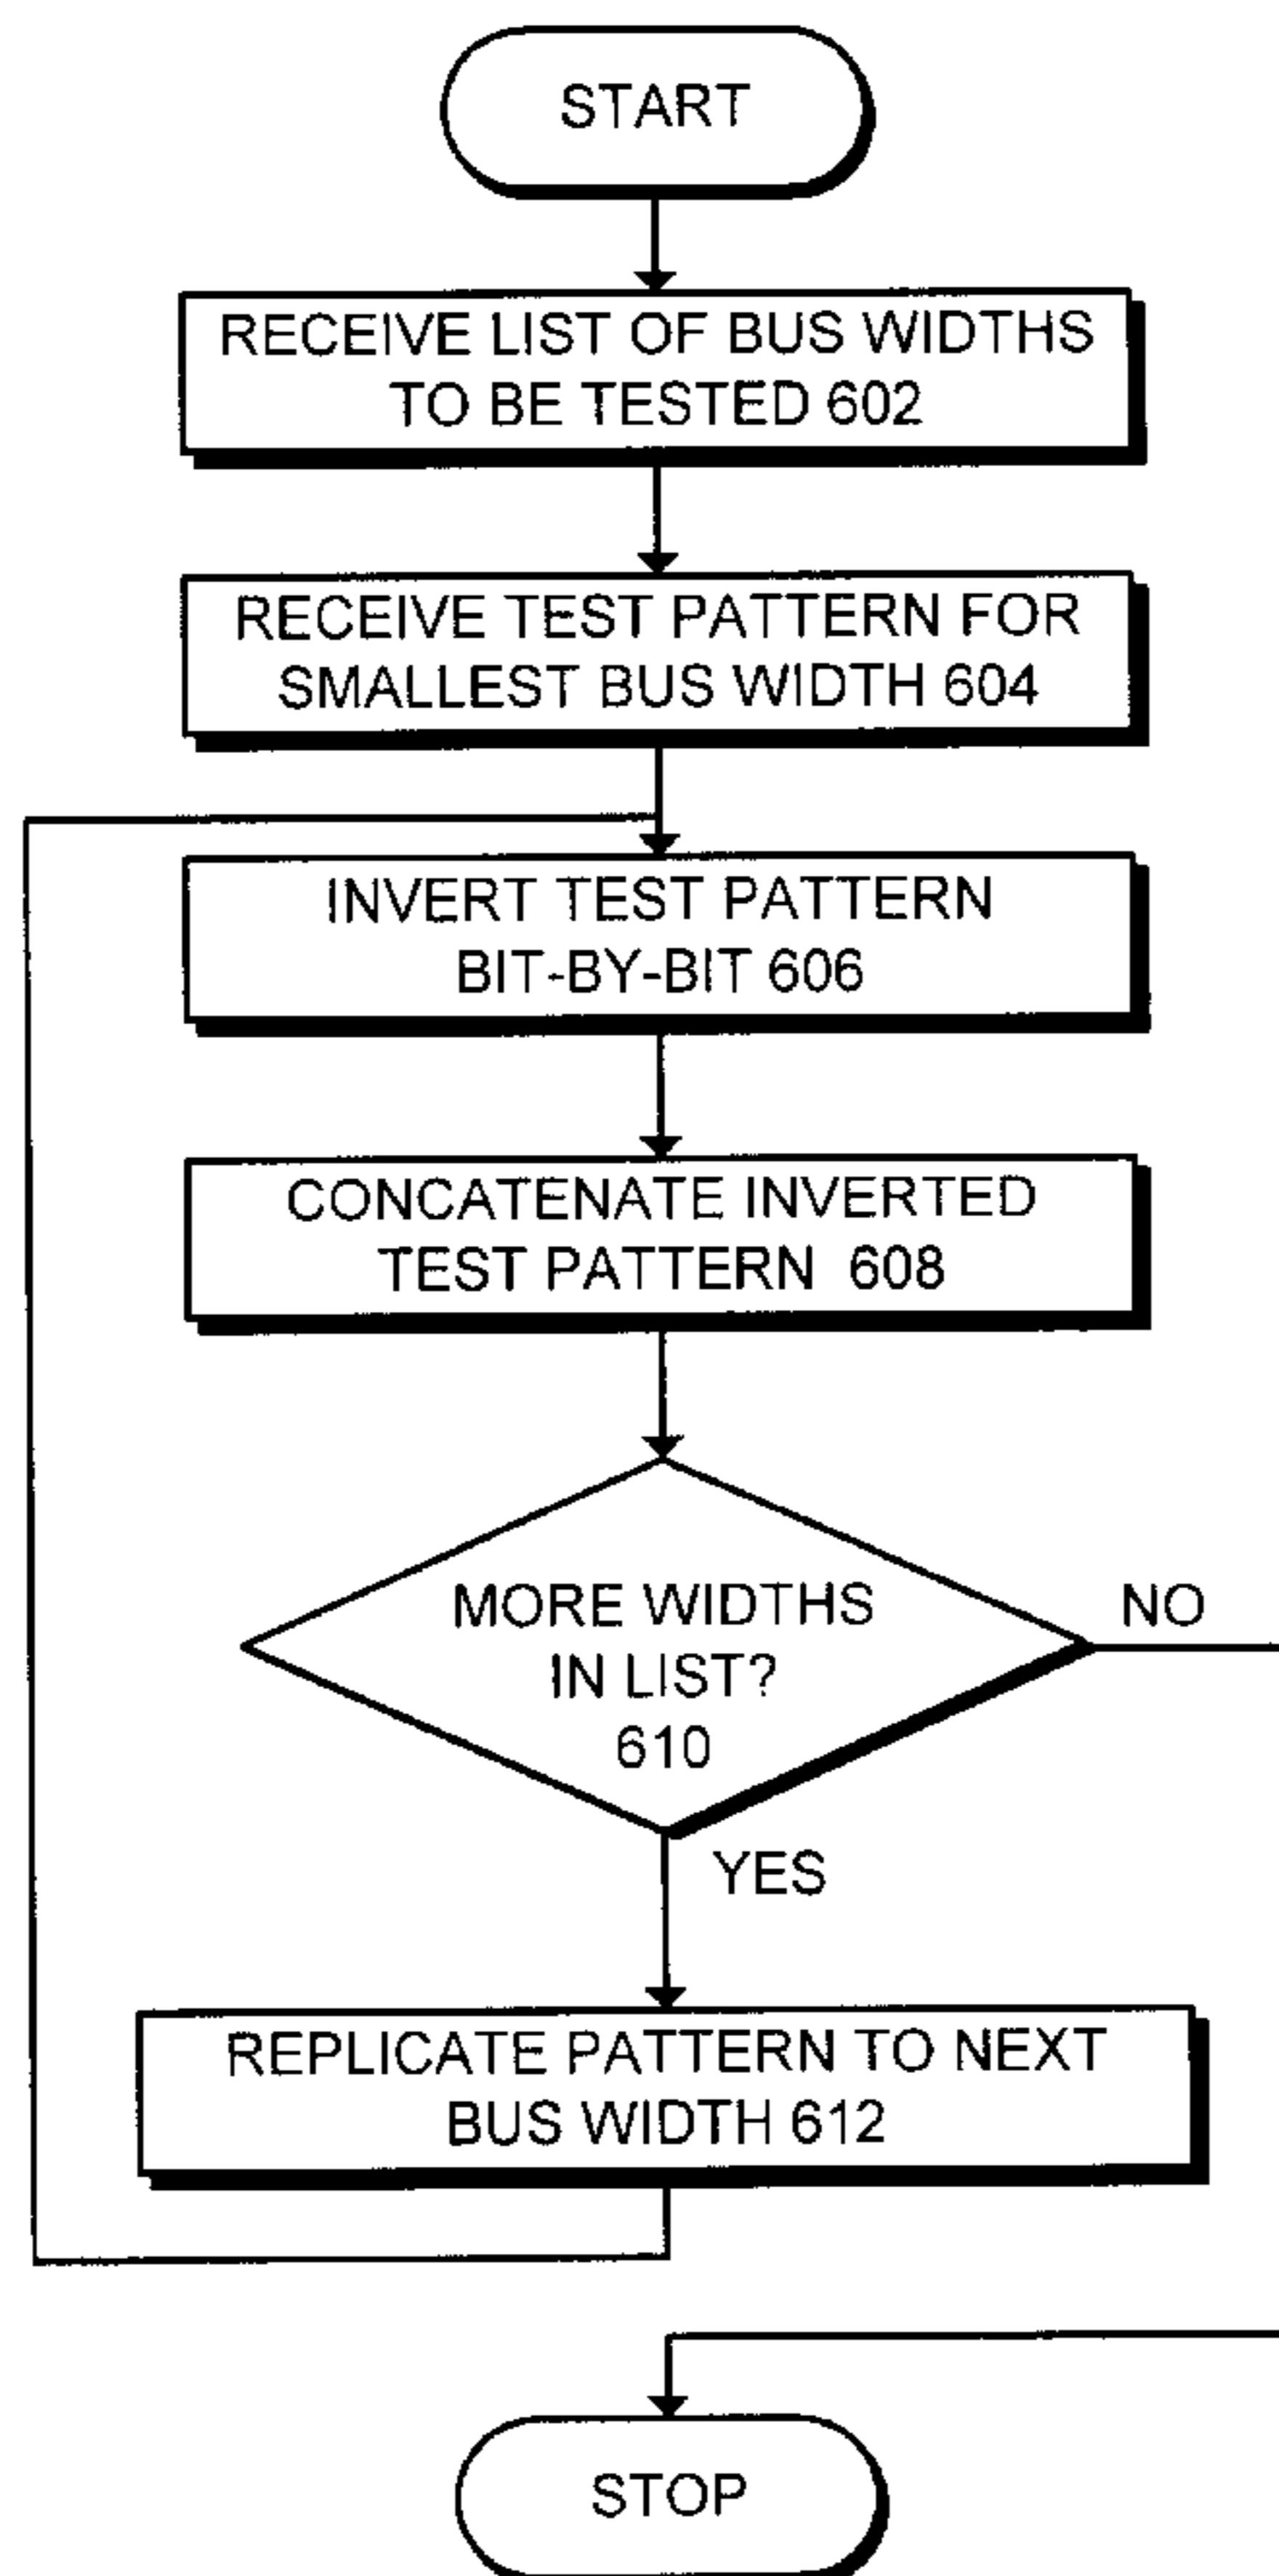 START
RECEIVE LIST OF BUS WIDTHS
TO BE TESTED 602
RECEIVE TEST PATTERN FOR
SMALLEST BUS WIDTH 604
INVERT TEST PATTERN
BIT-BY-BIT 606
CONCATENATE INVERTED
TEST PATTERN 608
MORE WIDTHS
IN LIST?
610
NO
YES
REPLICATE PATTERN TO NEXT
BUS WIDTH 612
STOP